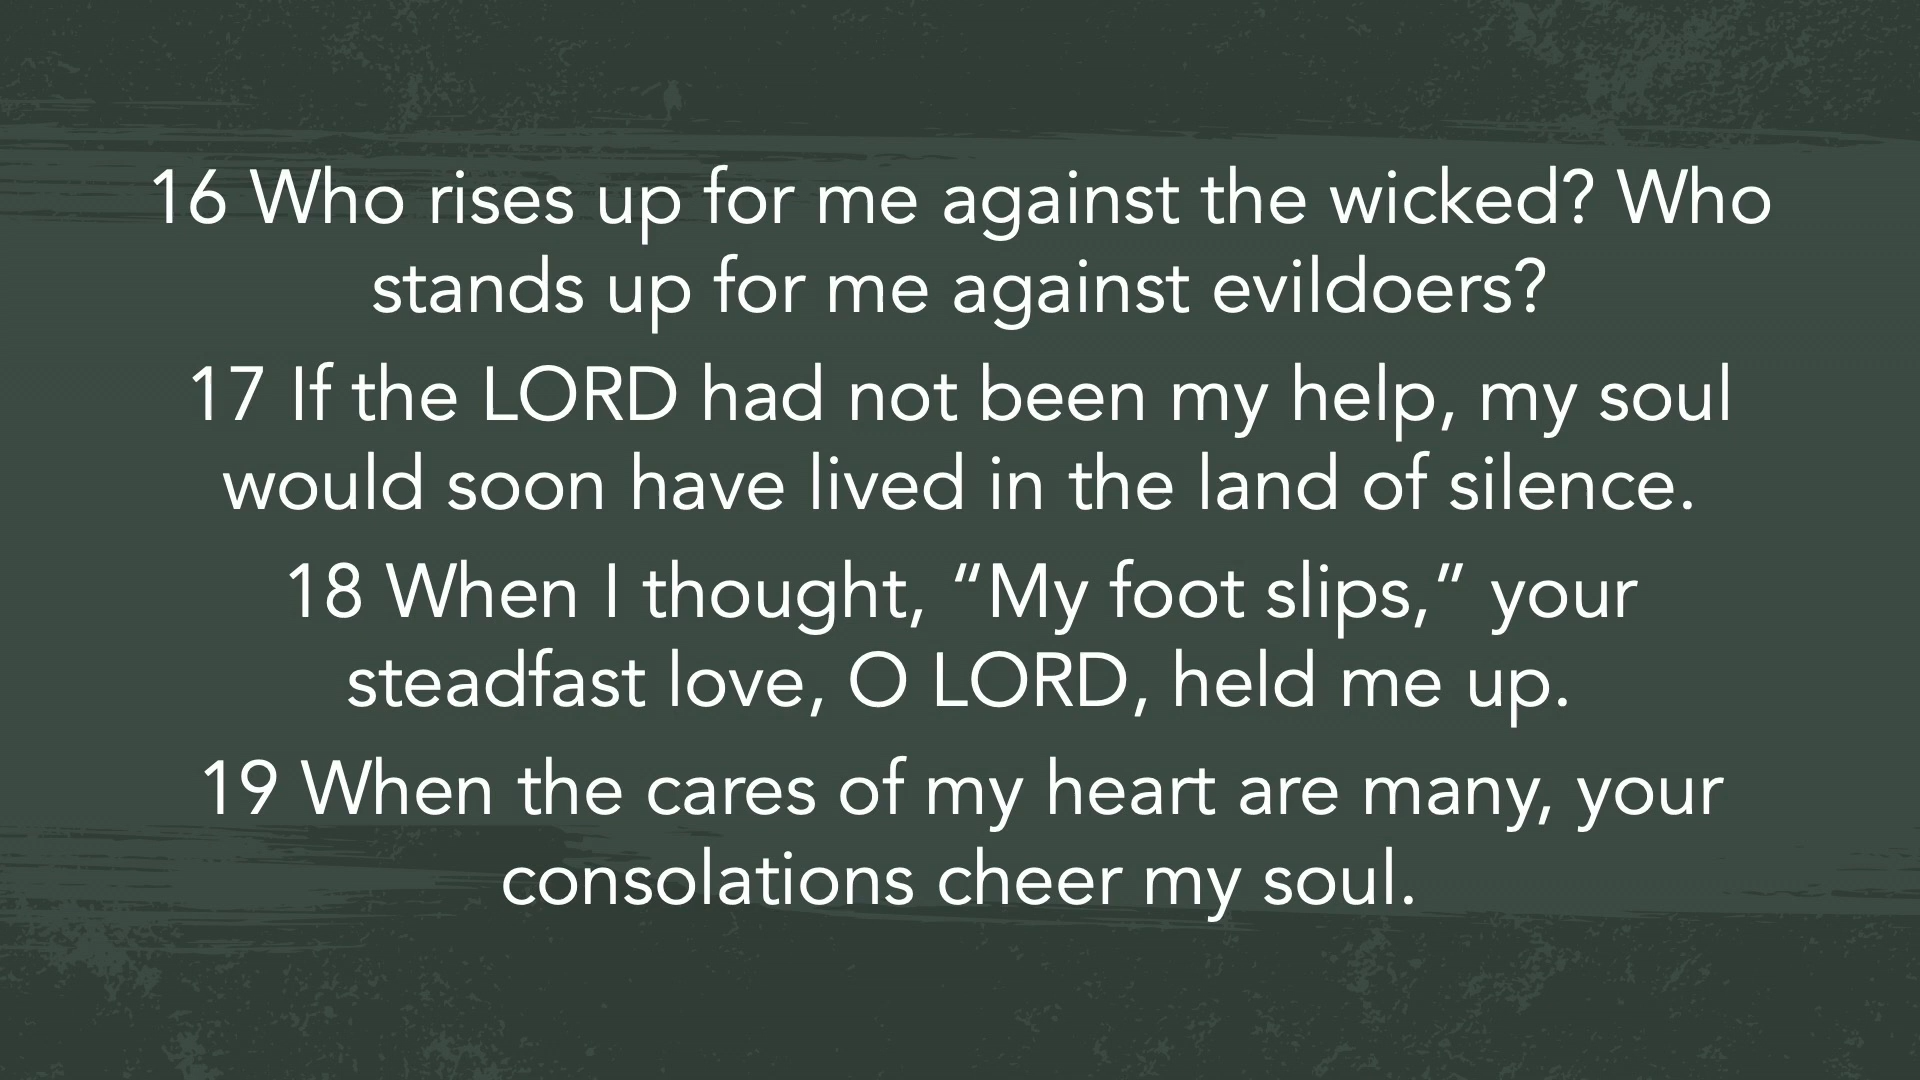 16 Who rises up for me against the wicked? Who
stands up for me against evildoers?
17 If the LORD had not been my help, my soul
would soon have lived in the land of silence.
18 When I thought, “My foot slips,” your
steadfast love, O LORD, held me up.
19 When the cares of my heart are many, your
consolations cheer my soul.